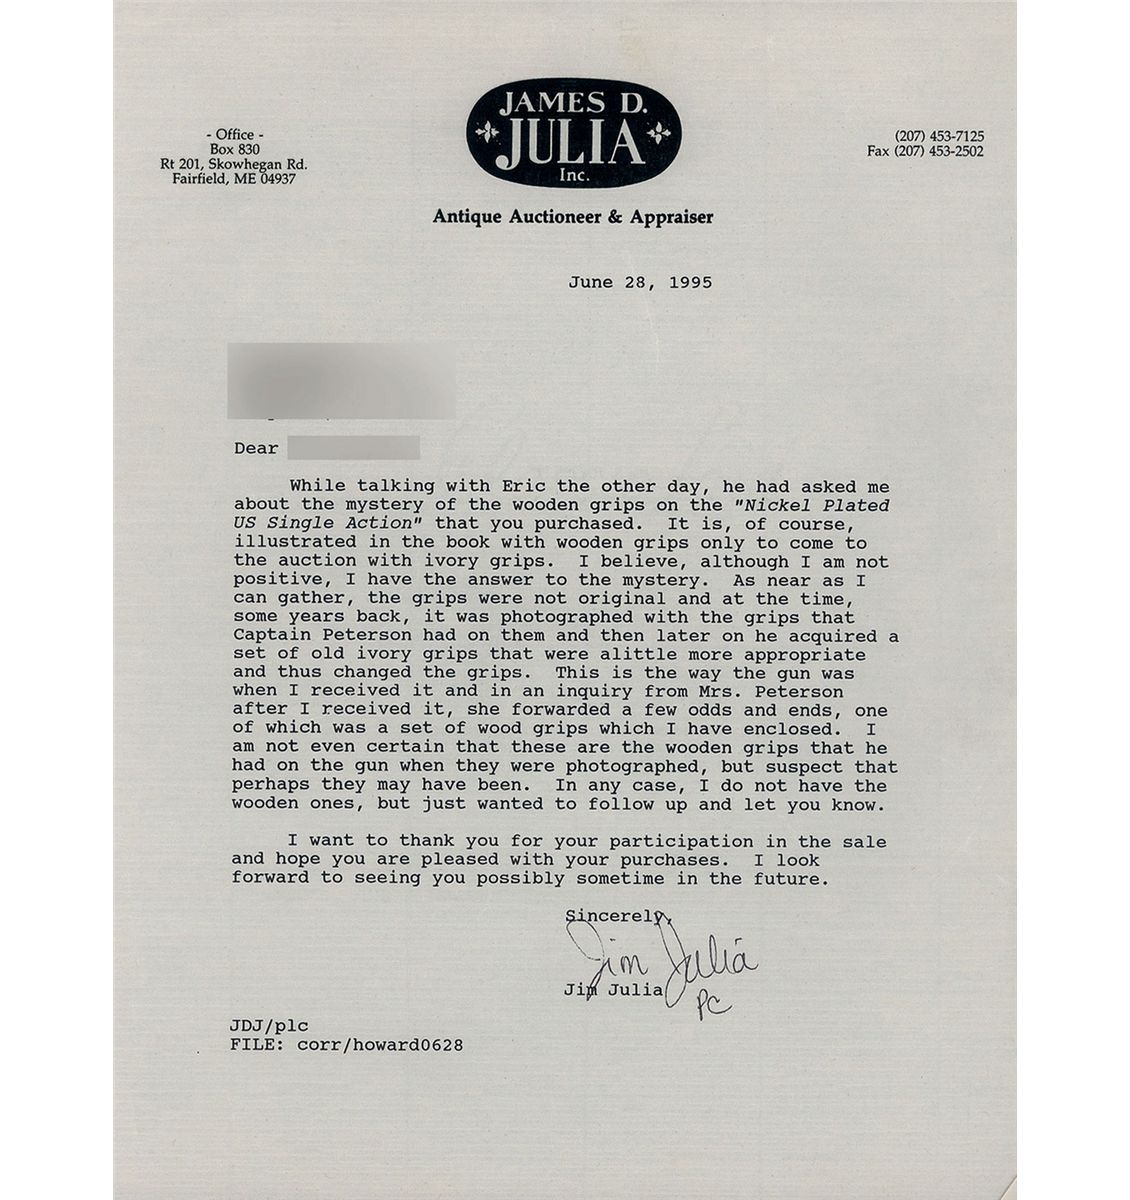 JAMES D.
JULIA
Inc.
- Office -
Box 830
Rt 201, Skowhegan Rd.
Fairfield, ME 04937
(207) 453-7125
Fax (207) 453-2502
Antique Auctioneer & Appraiser
June 28, 1995
Dear
While talking with Eric the other day, he had asked me
about the mystery of the wooden grips on the "Nickel Plated
US Single Action" that you purchased. It is, of course,
illustrated in the book with wooden grips only to come to
the auction with ivory grips. I believe, although I am not
positive, I have the answer to the mystery. As near as I
can gather, the grips were not original and at the time,
some years back, it was photographed with the grips that
Captain Peterson had on them and then later on he acquired a
set of old ivory grips that were alittle more appropriate
and thus changed the grips. This is the way the gun was
when I received it and in an inquiry from Mrs. Peterson
after I received it, she forwarded a few odds and ends, one
of which was a set of wood grips which I have enclosed. I
am not even certain that these are the wooden grips that he
had on the gun when they were photographed, but suspect that
perhaps they may have been. In any case, I do not have the
wooden ones, but just wanted to follow up and let you know.
I want to thank you for your participation in the sale
and hope you are pleased with your purchases. I look
forward to seeing you possibly sometime in the future.
Sincerely,
Jim Julia
Jim Julia
PC
JDJ/plc
FILE: corr/howard0628